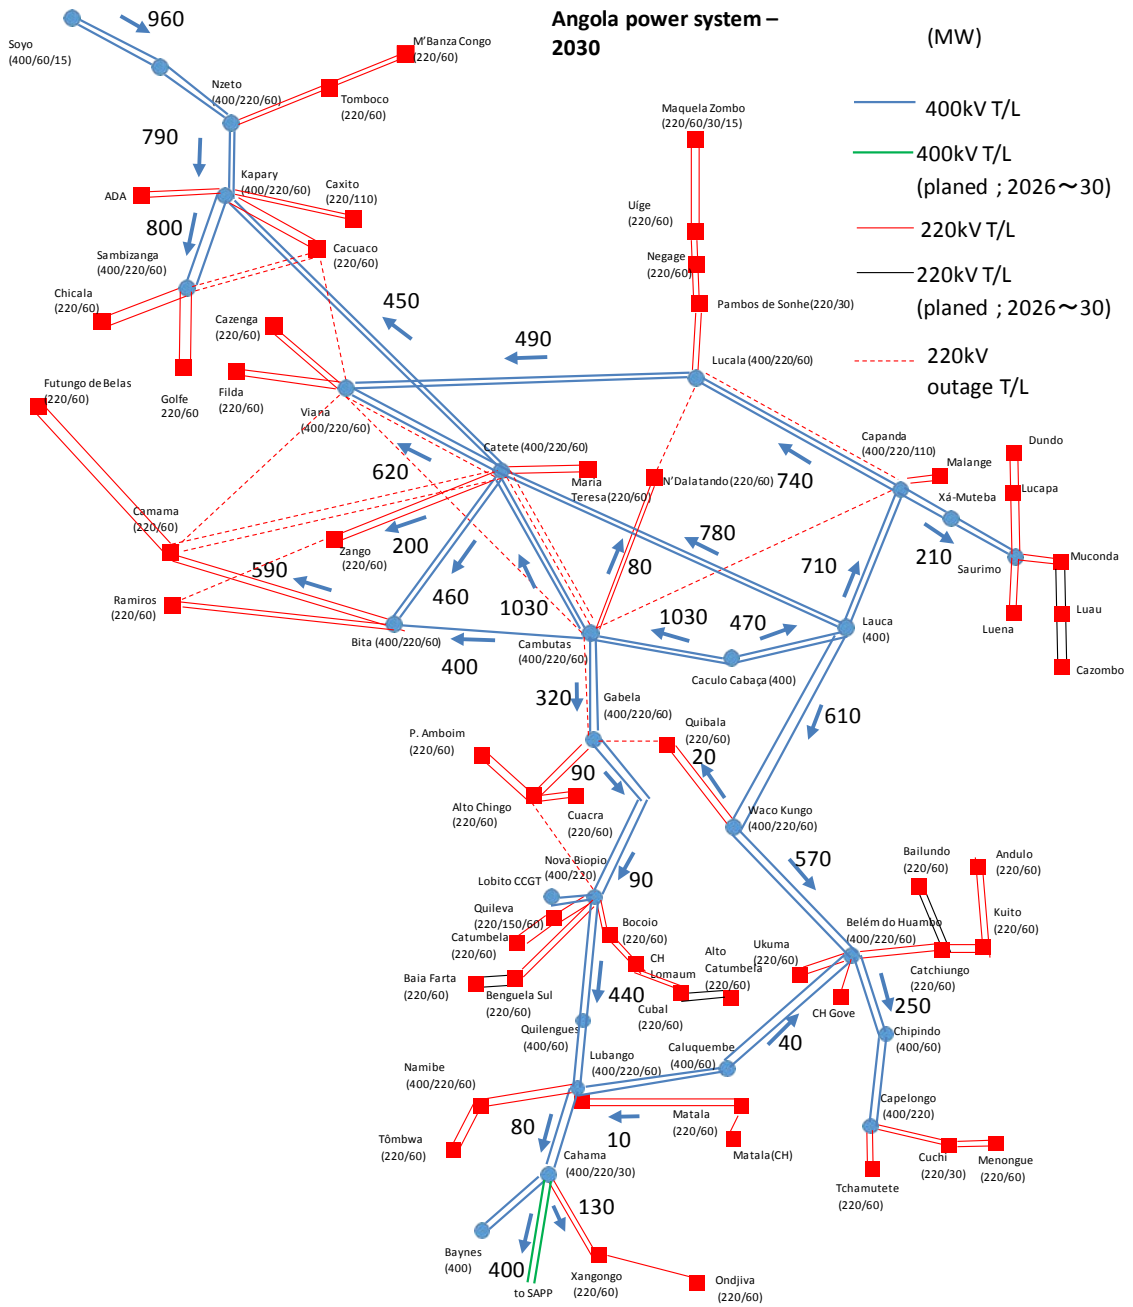 Angola power system –
2030
(MW)
960
Soyo
(400/60/15)
M'Banza Congo
(220/60)
Nzeto
(400/220/60)
Tomboco
(220/60)
Maquela Zombo
(220/60/30/15)
400kV T/L
400kV T/L
(planed ; 2026~30)
220kV T/L
220kV T/L
(planed ; 2026~30)
220kV
outage T/L
790
Kapary
(400/220/60)
Caxito
(220/110)
ADA
800
Sambizanga
(400/220/60)
Cacuaco
(220/60)
Uíge
(220/60)
Negage
(220/60)
Chicala
(220/60)
Pambos de Sonhe(220/30)
Cazenga
(220/60)
450
490
Lucala (400/220/60)
Futungo de Belas
(220/60)
Golfe
220/60
Filda
(220/60)
Viana
(400/220/60)
Catete (400/220/60)
620
Maria
Teresa(220/60)
N'Dalatando(220/60)
740
Capanda
(400/220/110)
Malange
Dundo
Lucapa
Xá-Muteba
Camama
(220/60)
Zango
(220/60)
200
780
710
210
Saurimo
Muconda
590
460
1030
80
Ramiros
(220/60)
1030
470
Lauca
(400)
Luena
Luau
Bita (400/220/60)
400
Cambutas
(400/220/60)
Caculo Cabaça (400)
Cazombo
320
Gabela
(400/220/60)
610
P. Amboim
(220/60)
Quibala
(220/60)
20
90
Alto Chingo
(220/60)
Cuacra
(220/60)
Waco Kungo
(400/220/60)
570
Nova Biopio
(400/220)
90
Lobito CCGT
Bailundo
(220/60)
Andulo
(220/60)
Quileva
(220/150/60)
Catumbela
(220/60)
Bocoio
(220/60)
Belém do Huambo
(400/220/60)
Kuito
(220/60)
CH
Lomaum
Alto
Catumbela
(220/60)
Ukuma
(220/60)
Catchiungo
(220/60)
Baia Farta
(220/60)
Benguela Sul
(220/60)
440
Cubal
(220/60)
CH Gove
250
Quilengues
(400/60)
40
Chipindo
(400/60)
Lubango
(400/220/60)
Caluquembe
(400/60)
Namibe
(400/220/60)
Capelongo
(400/220)
80
10
Matala
(220/60)
Tômbwa
(220/60)
Matala(CH)
Cahama
(400/220/30)
Cuchi
(220/30)
Menongue
(220/60)
Tchamutete
(220/60)
130
Baynes
(400)
400
Xangongo
(220/60)
Ondjiva
(220/60)
to SAPP